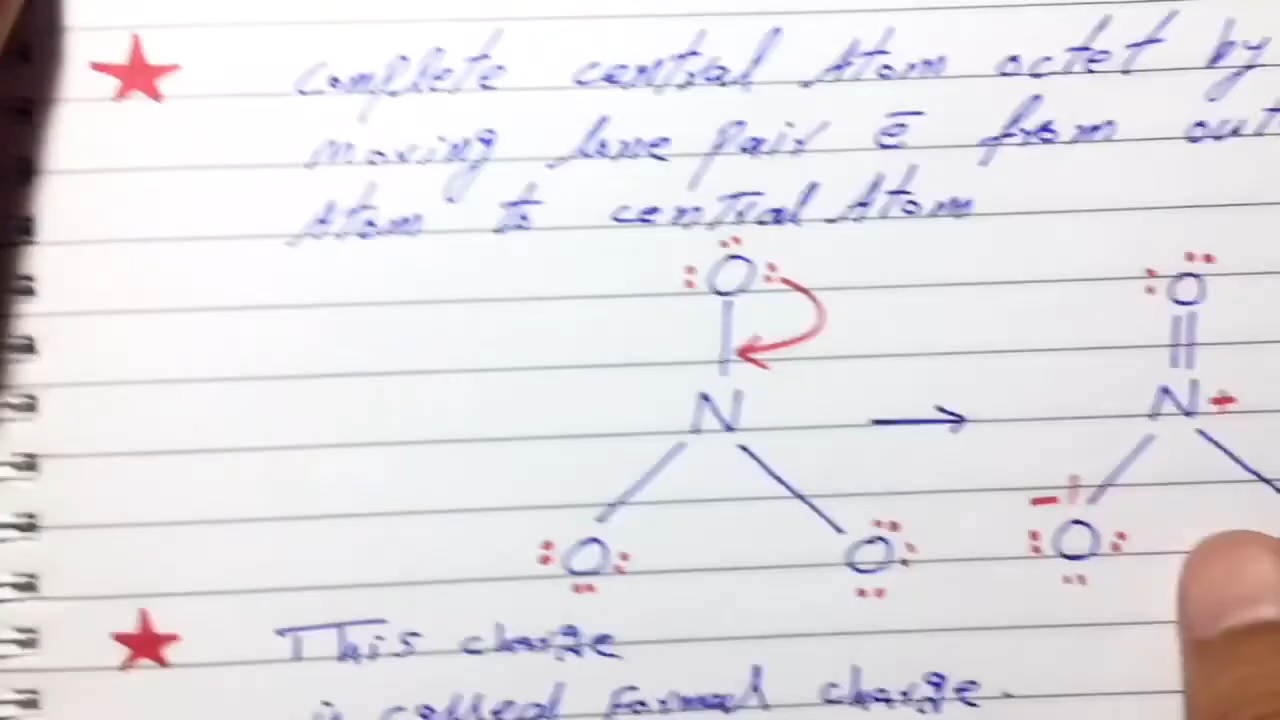 complete central Atom octet by
moving lone pair ē from out
Atom to central Atom
O
O
N
N+
O
O
-
O
This charge
is called Formal charge.